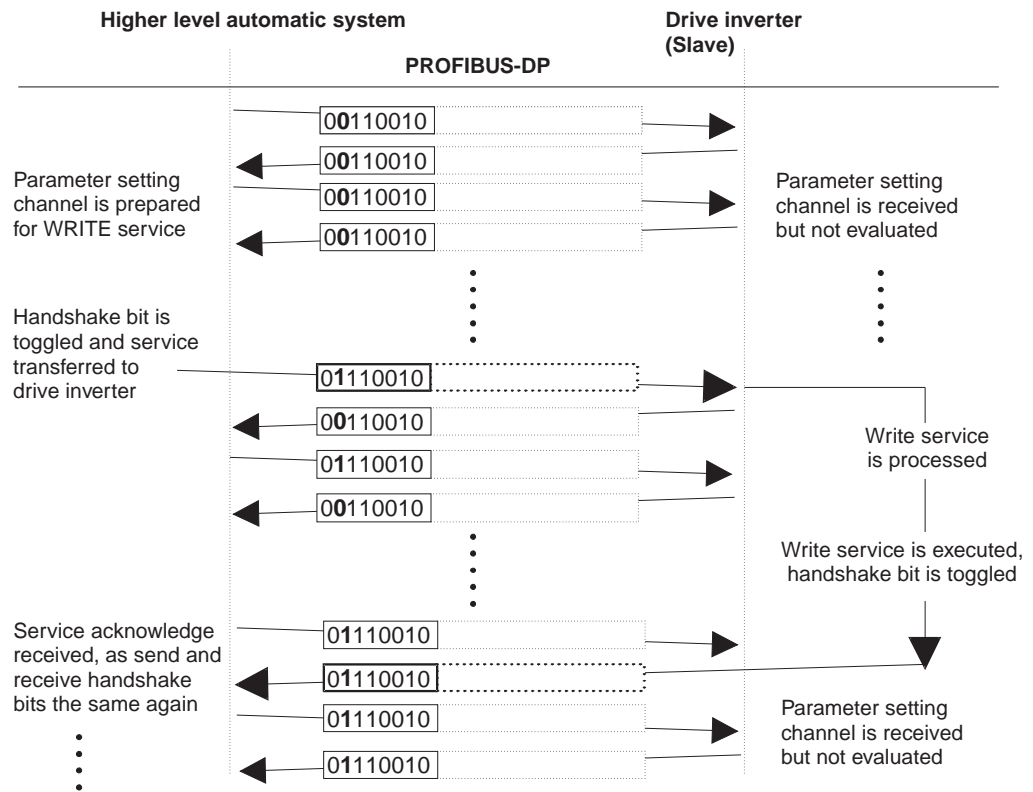 Higher level automatic system
Drive inverter
(Slave)
PROFIBUS-DP
00110010
00110010
Parameter setting
channel is prepared
for WRITE service
00110010
00110010
Parameter setting
channel is received
but not evaluated
Handshake bit is
toggled and service
transferred to
drive inverter
01110010
00110010
01110010
00110010
Write service
is processed
Write service is executed,
handshake bit is toggled
Service acknowledge
received, as send and
receive handshake
bits the same again
01110010
01110010
01110010
01110010
Parameter setting
channel is received
but not evaluated